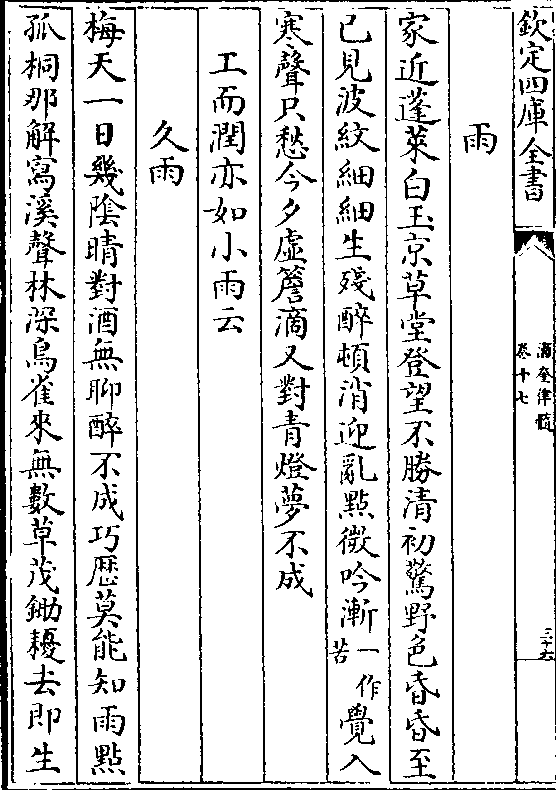 欽定四庫全書
瀛奎律髓
卷十七
三十六
雨
家近蓬萊白玉京草堂登望不勝清初驚野色昏昏至
已見波紋細細生殘醉頓消迎亂點微吟漸一作苦覺入
寒聲只愁今夕虛簷滴又對青燈夢不成
工而潤亦如小雨云
久雨
梅天一日幾陰晴對酒無聊醉不成巧歷莫能知雨點
孤桐那解寫溪聲林深鳥雀來無數草茂鋤耰去即生